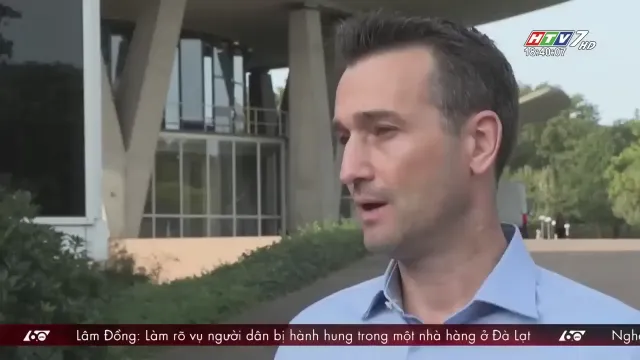 HTV7 HD
18:40:07
Lâm Đồng: Làm rõ vụ người dân bị hành hung trong một nhà hàng ở Đà Lạt
Nghệ